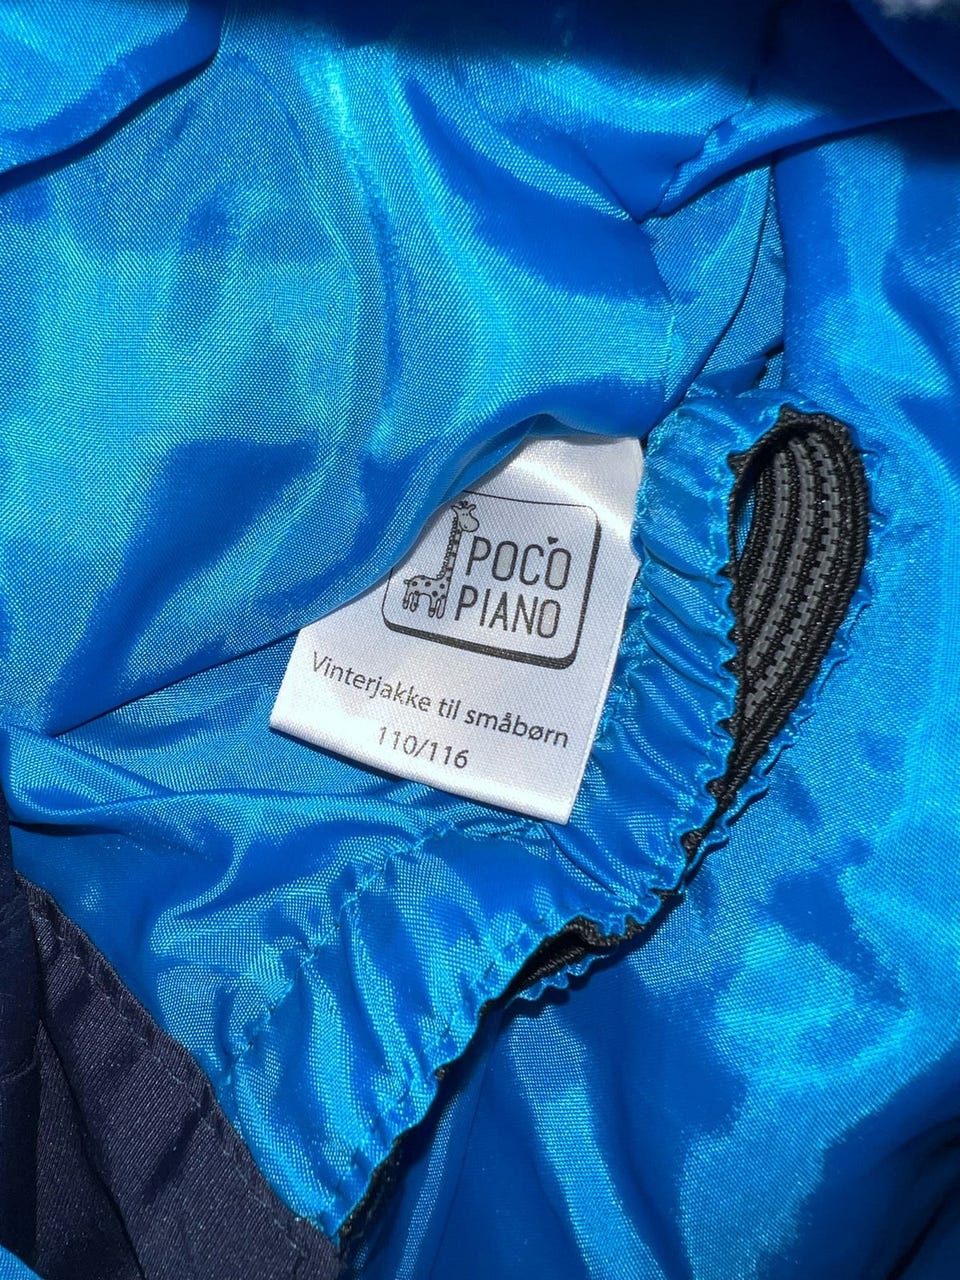 POCO
PIANO
Vinterjakke til småbørn
110/116